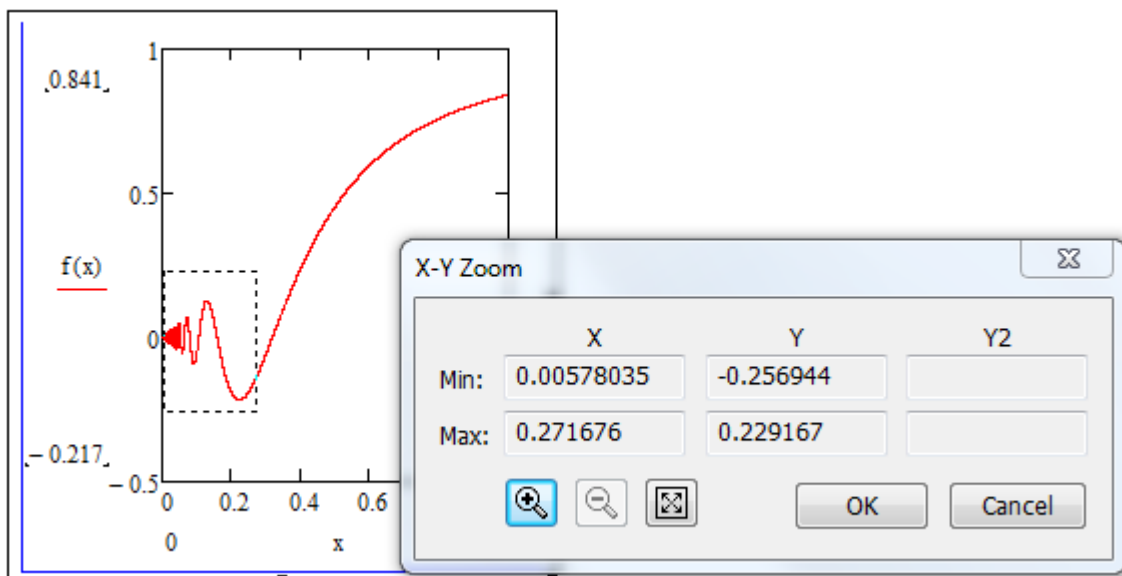 1
0.841
0.5
f(x)
0
− 0.217
− 0.5
0 0.2 0.4 0.6
0 x
X-Y Zoom
X Y Y2
Min: 0.00578035 -0.256944
Max: 0.271676 0.229167
OK Cancel